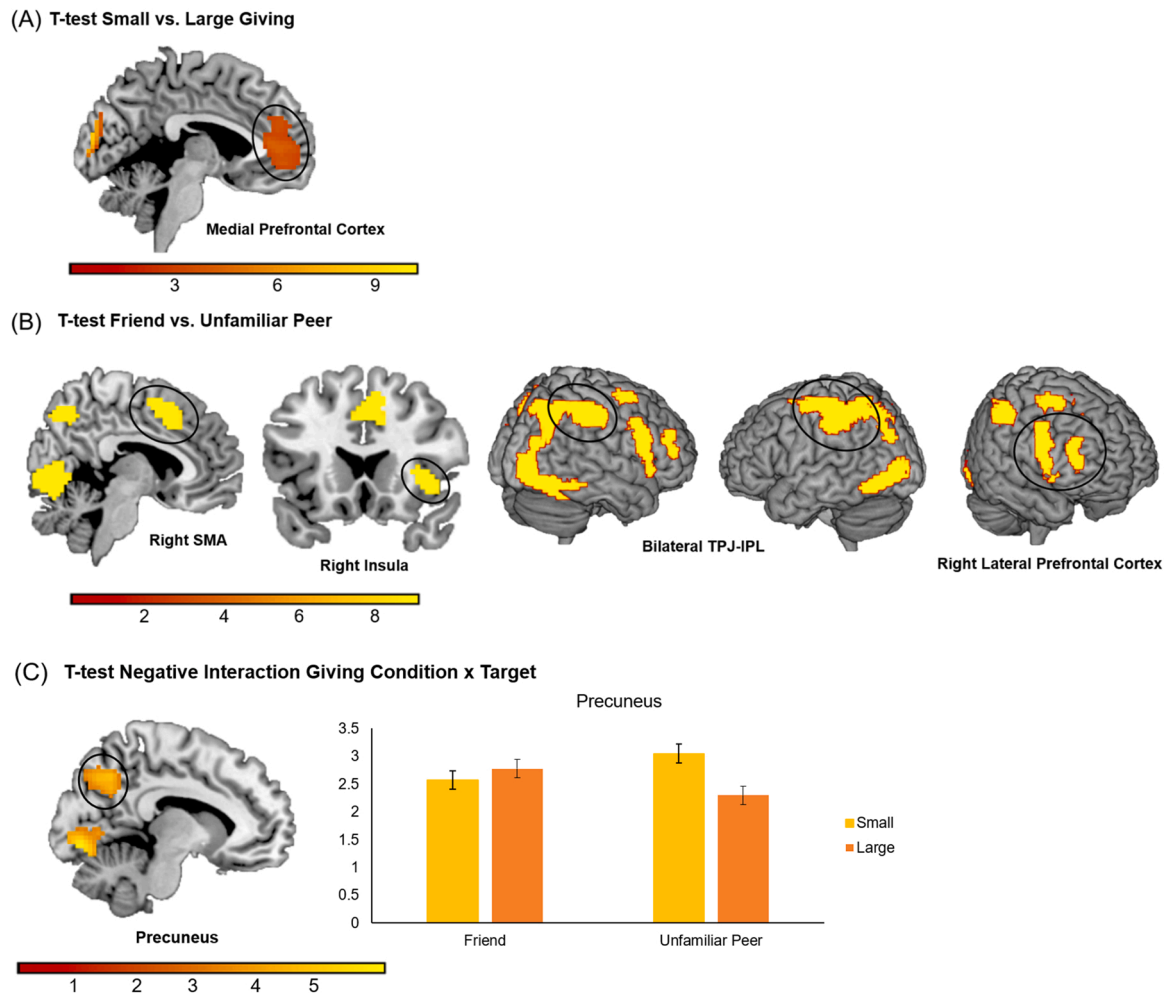 (A) T-test Small vs. Large Giving
Medial Prefrontal Cortex
3 6 9
(B) T-test Friend vs. Unfamiliar Peer
Right SMA
Right Insula
Bilateral TPJ-IPL
Right Lateral Prefrontal Cortex
2 4 6 8
(C) T-test Negative Interaction Giving Condition x Target
Precuneus
3.5
3
2.5
2
1.5
1
0.5
0
Small
Large
Friend Unfamiliar Peer
Precuneus
1 2 3 4 5